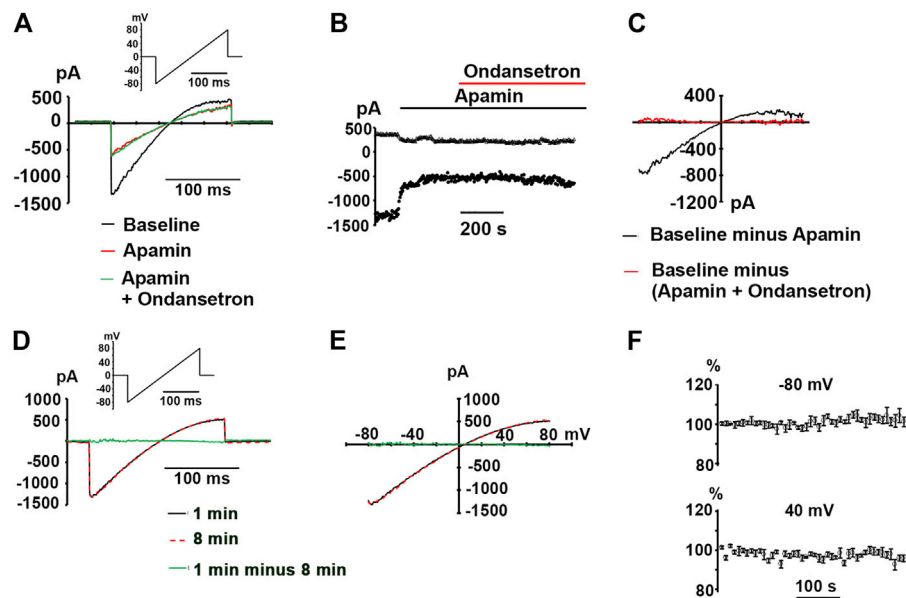 A
mV
80
40
0
-40
-80
100 ms
pA
500
0
-500
-1000
-1500
100 ms
Baseline
Apamin
Apamin
+ Ondansetron
B
Ondansetron
Apamin
pA
500
0
-500
-1000
-1500
200 s
C
400
-400
-800
-1200
pA
Baseline minus Apamin
Baseline minus
(Apamin + Ondansetron)
D
mV
80
40
0
-40
-80
100 ms
pA
1000
500
-500
1000
-1500
100 ms
1 min
8 min
1 min minus 8 min
E
pA
1000
500
-80 -40 0 40 80 mV
-500
1000
-1500
F
%
120
100
80
-80 mV
%
120
100
80
40 mV
100 s